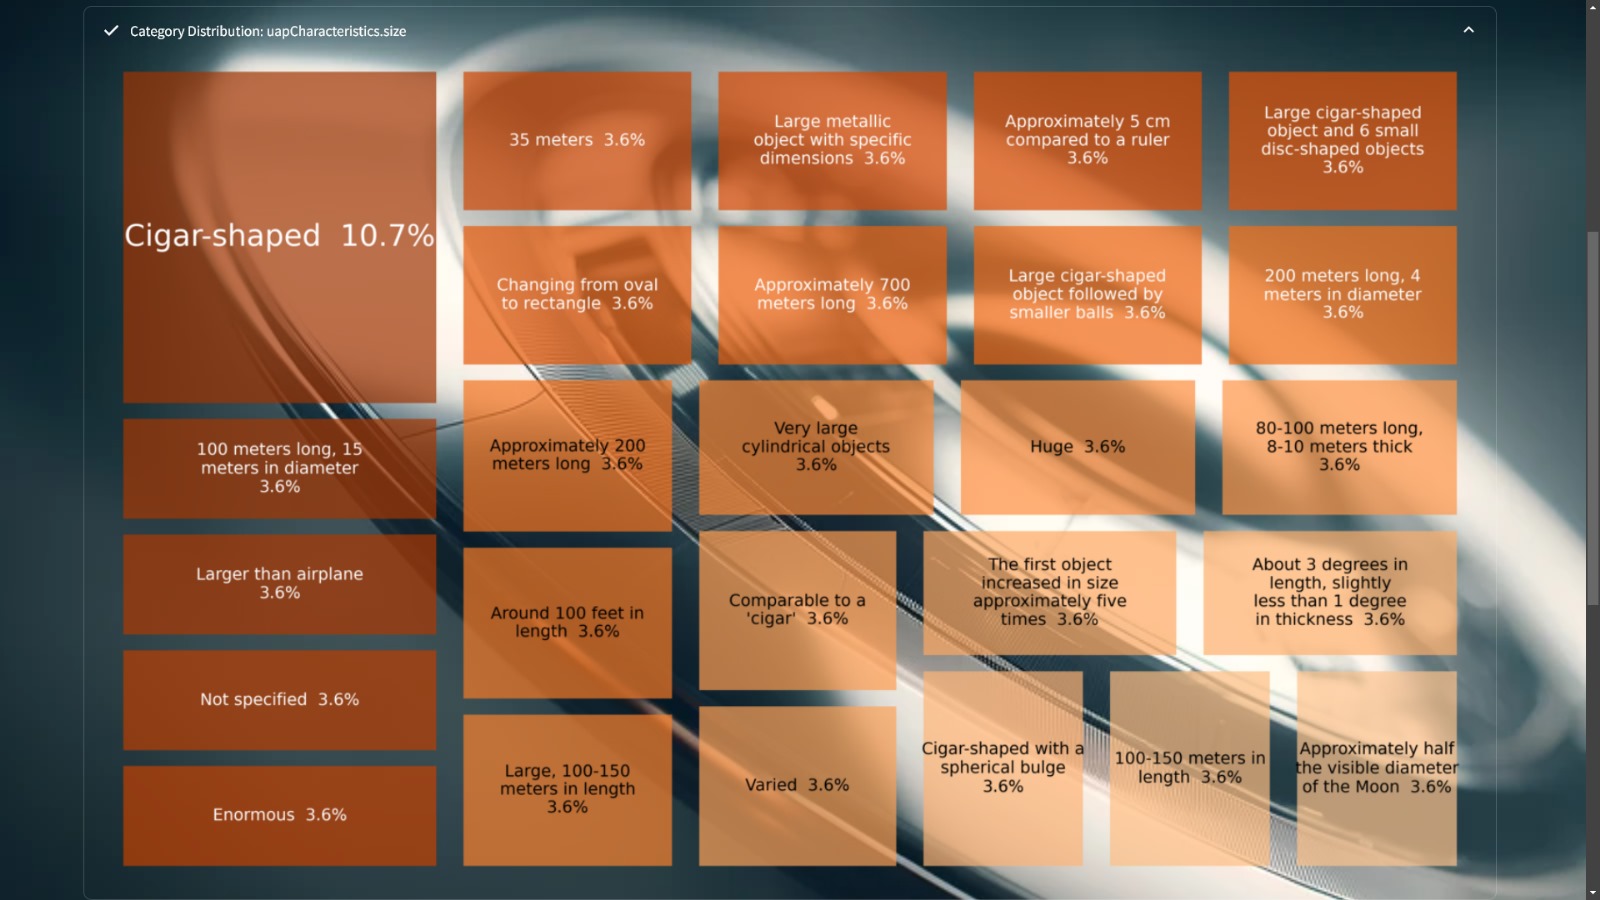 Category Distribution: uapCharacteristics.size
Cigar-shaped 10.7%
100 meters long, 15
meters in diameter
3.6%
Larger than airplane
3.6%
Not specified 3.6%
Enormous 3.6%
35 meters 3.6%
Large metallic
object with specific
dimensions 3.6%
Approximately 5 cm
compared to a ruler
3.6%
Large cigar-shaped
object and 6 small
disc-shaped objects
3.6%
Changing from oval
to rectangle 3.6%
Approximately 700
meters long 3.6%
Large cigar-shaped
object followed by
smaller balls 3.6%
200 meters long, 4
meters in diameter
3.6%
Approximately 200
meters long 3.6%
Very large
cylindrical objects
3.6%
Huge 3.6%
80-100 meters long,
8-10 meters thick
3.6%
Around 100 feet in
length 3.6%
Comparable to a
'cigar' 3.6%
The first object
increased in size
approximately five
times 3.6%
About 3 degrees in
length, slightly
less than 1 degree
in thickness 3.6%
Large, 100-150
meters in length
3.6%
Varied 3.6%
Cigar-shaped with a
spherical bulge
3.6%
100-150 meters in
length 3.6%
Approximately half
the visible diameter
of the Moon 3.6%